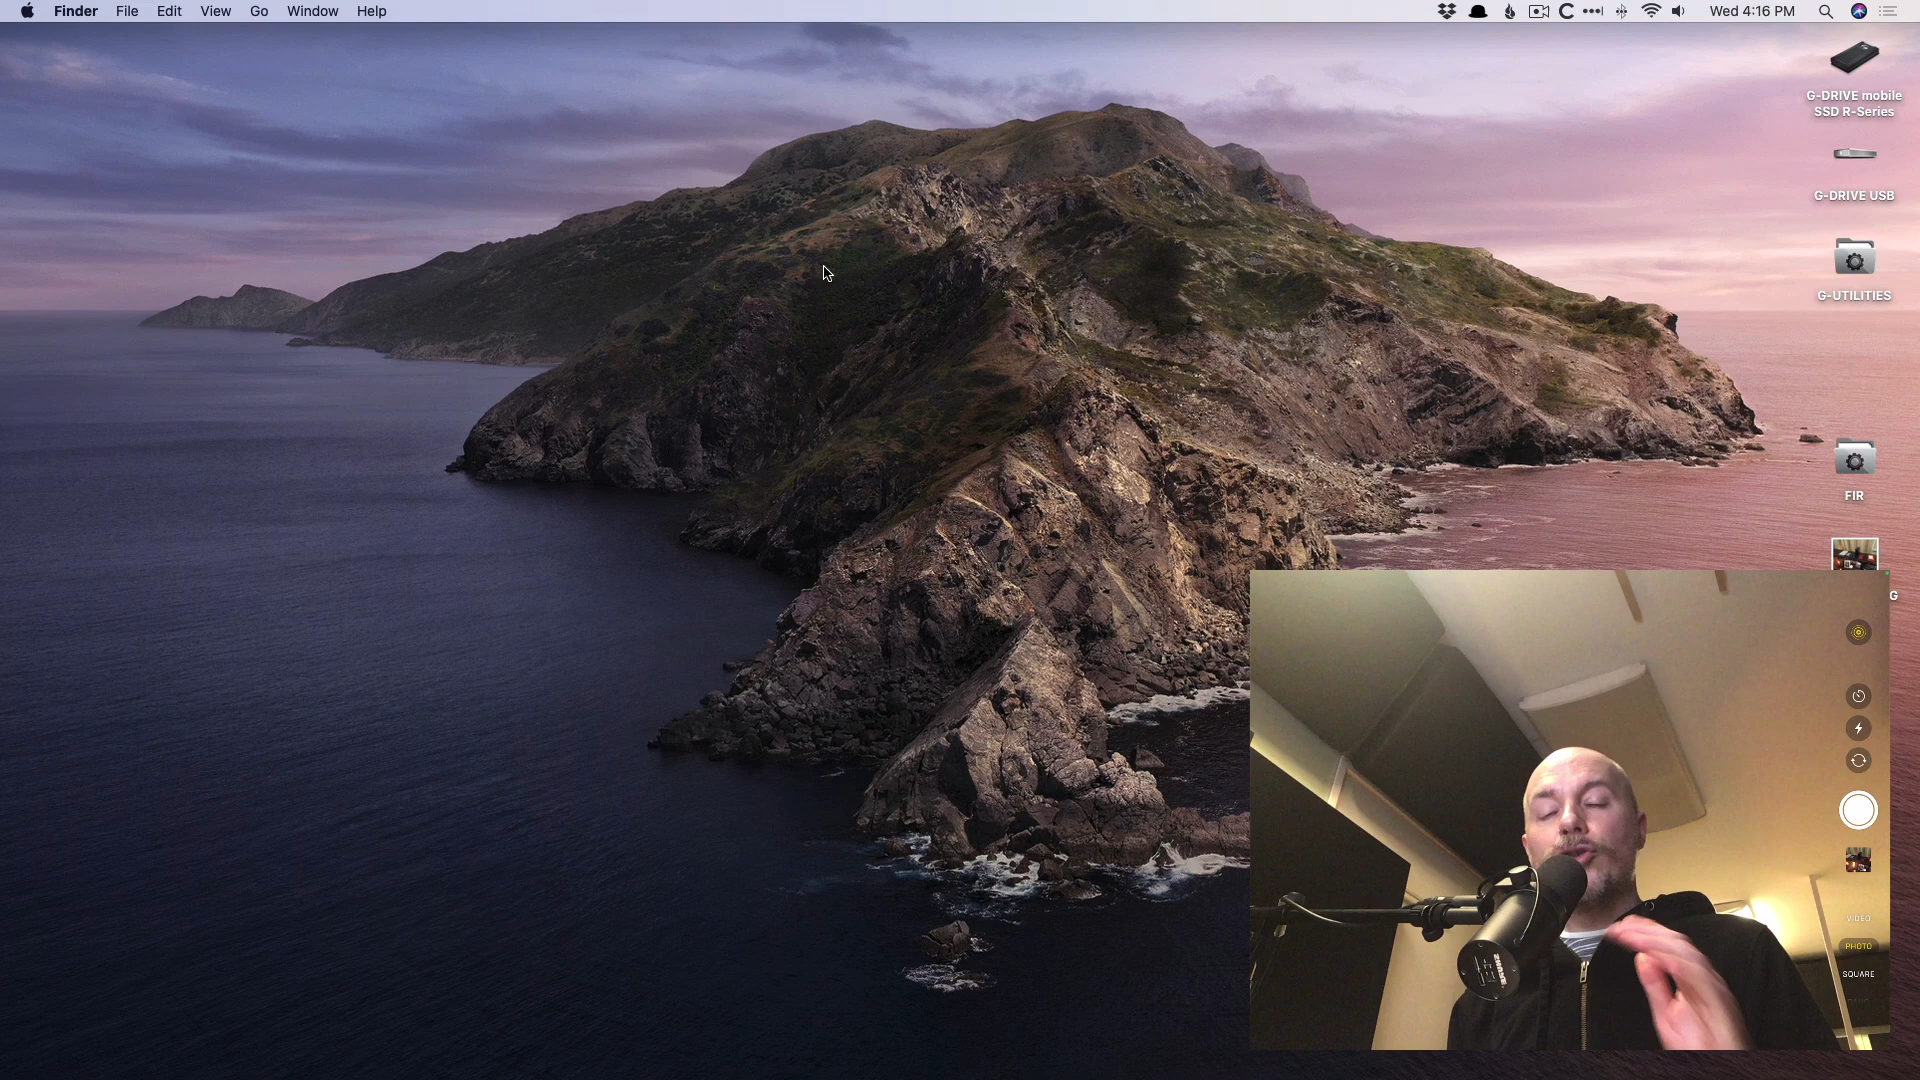 Finder File Edit View Go Window Help Wed 4:16 PM
G-DRIVE mobile
SSD R-Series
G-DRIVE USB
G-UTILITIES
FIR
G
VIDEO
PHOTO
SQUARE
SHURE